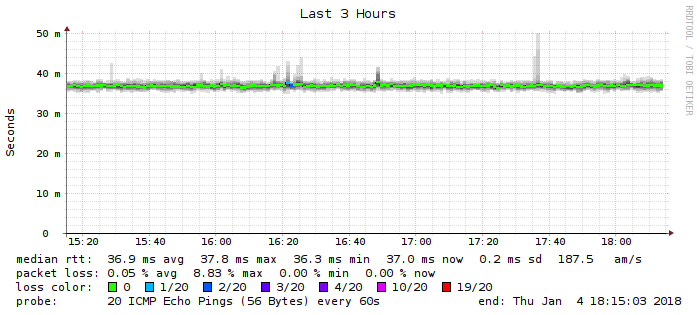 Last 3 Hours
RRDTOOL / TOBI OETIKER
Seconds
50 m
40 m
30 m
20 m
10 m
0
15:20 15:40 16:00 16:20 16:40 17:00 17:20 17:40 18:00
median rtt: 36.9 ms avg 37.8 ms max 36.3 ms min 37.0 ms now 0.2 ms sd 187.5 am/s
packet loss: 0.05 % avg 8.83 % max 0.00 % min 0.00 % now
loss color: 0 1/20 2/20 3/20 4/20 10/20 19/20
probe: 20 ICMP Echo Pings (56 Bytes) every 60s end: Thu Jan 4 18:15:03 2018